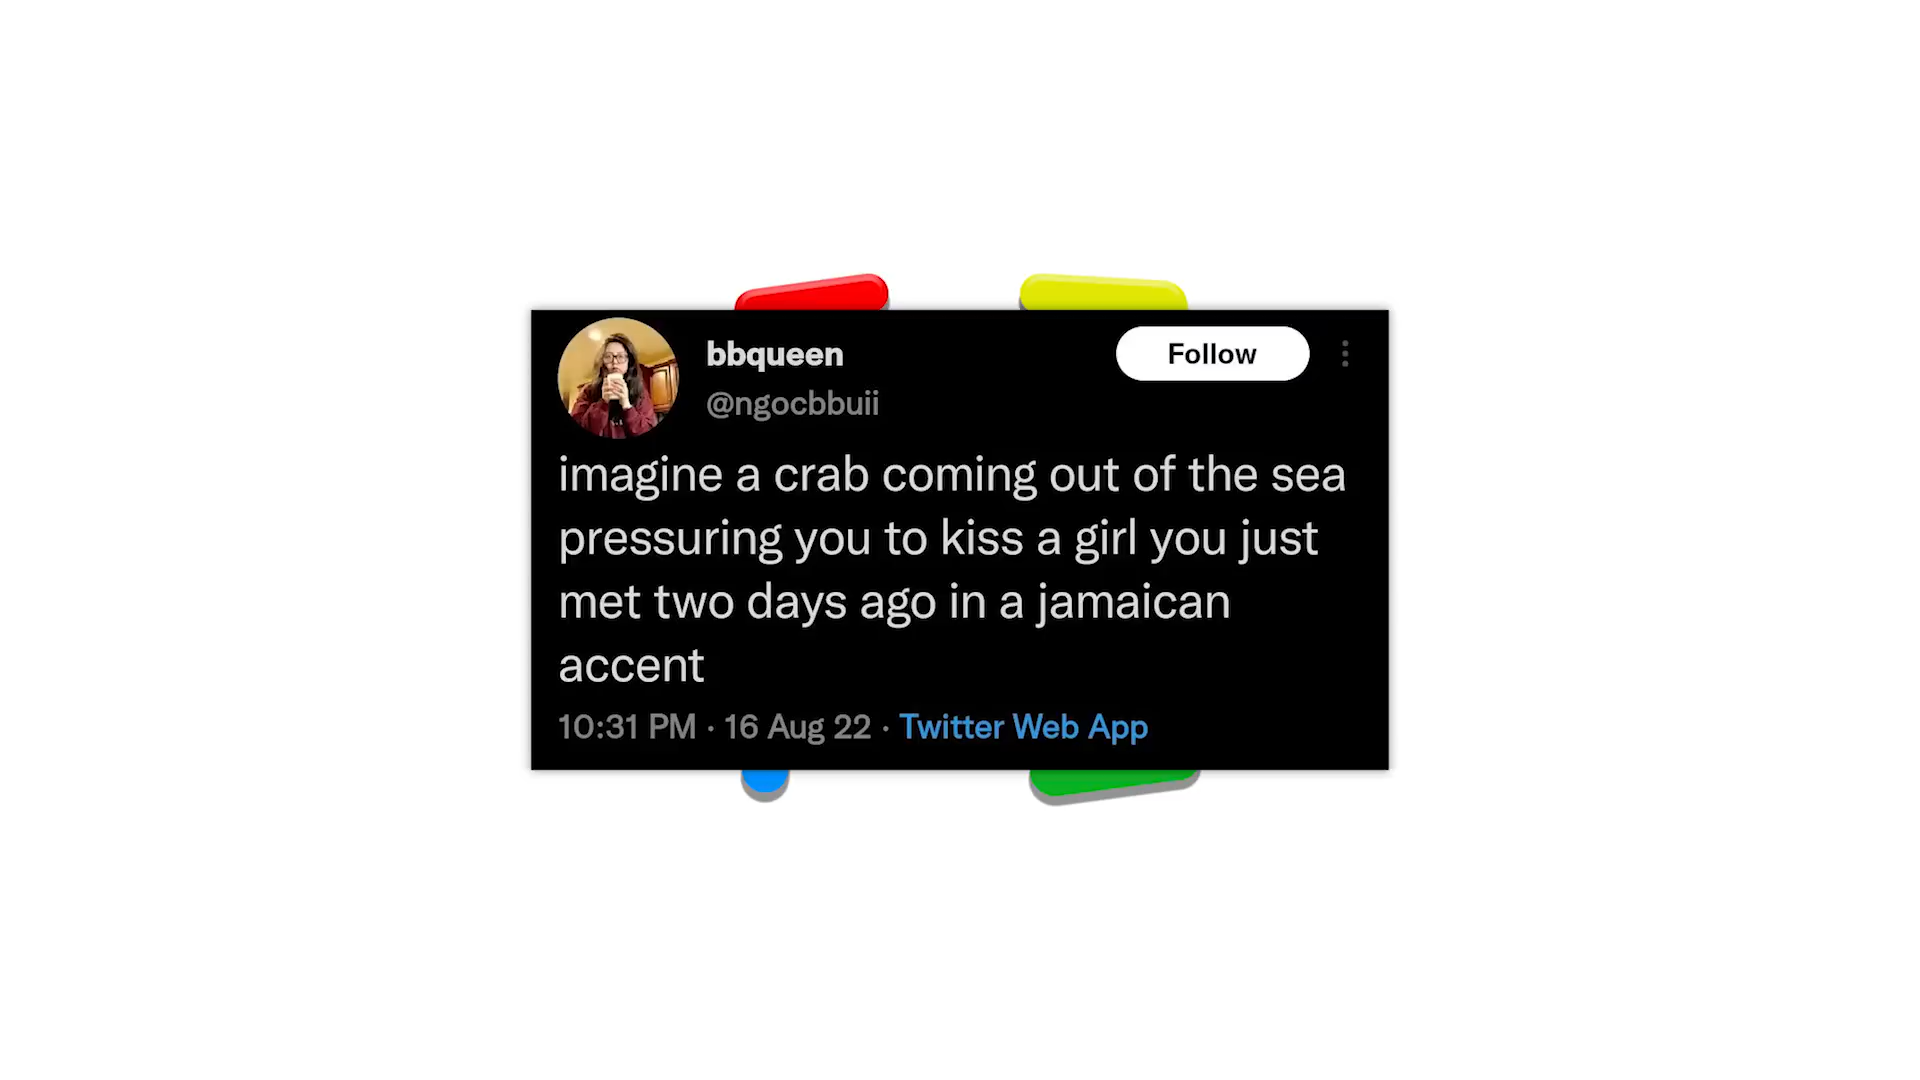 bbqueen
Follow
@ngocbbuii
imagine a crab coming out of the sea
pressuring you to kiss a girl you just
met two days ago in a jamaican
accent
10:31 PM · 16 Aug 22 · Twitter Web App